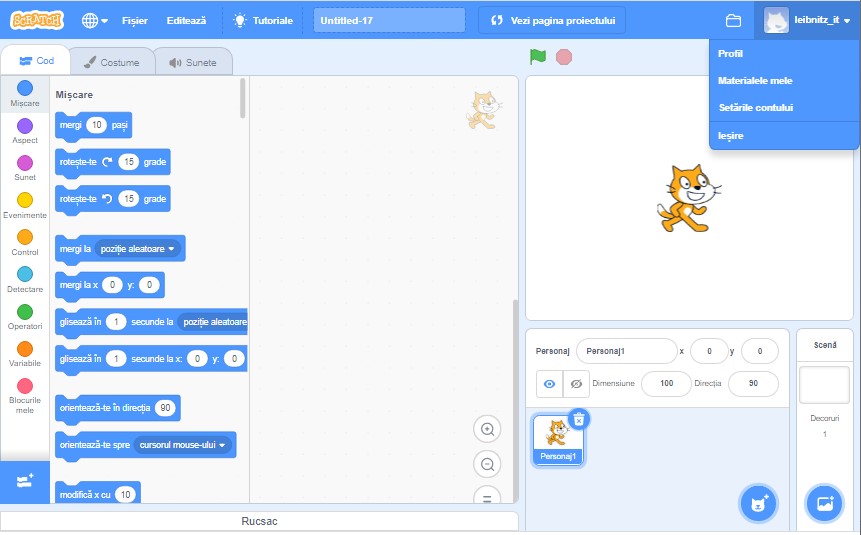 SCRATCH Fișier Editează Tutoriale Untitled-17 Vezi pagina proiectului leibnitz_it
Profil
Materialele mele
Setările contului
Ieșire
Cod Costume Sunete
Mișcare
Aspect
Sunet
Evenimente
Control
Detectare
Operatori
Variabile
Blocurile
mele
Mișcare
mergi 10 pași
rotește-te 15 grade
rotește-te 15 grade
mergi la poziție aleatoare
mergi la x 0 y: 0
glisează în 1 secunde la poziție aleatoare
glisează în 1 secunde la x: 0 y: 0
orientează-te în direcția 90
orientează-te spre cursorul mouse-ului
modifică x cu 10
Personaj Personaj1 x 0 y 0
Dimensiune 100 Direcția 90
Personaj1
Scenă
Decoruri
1
Rucsac